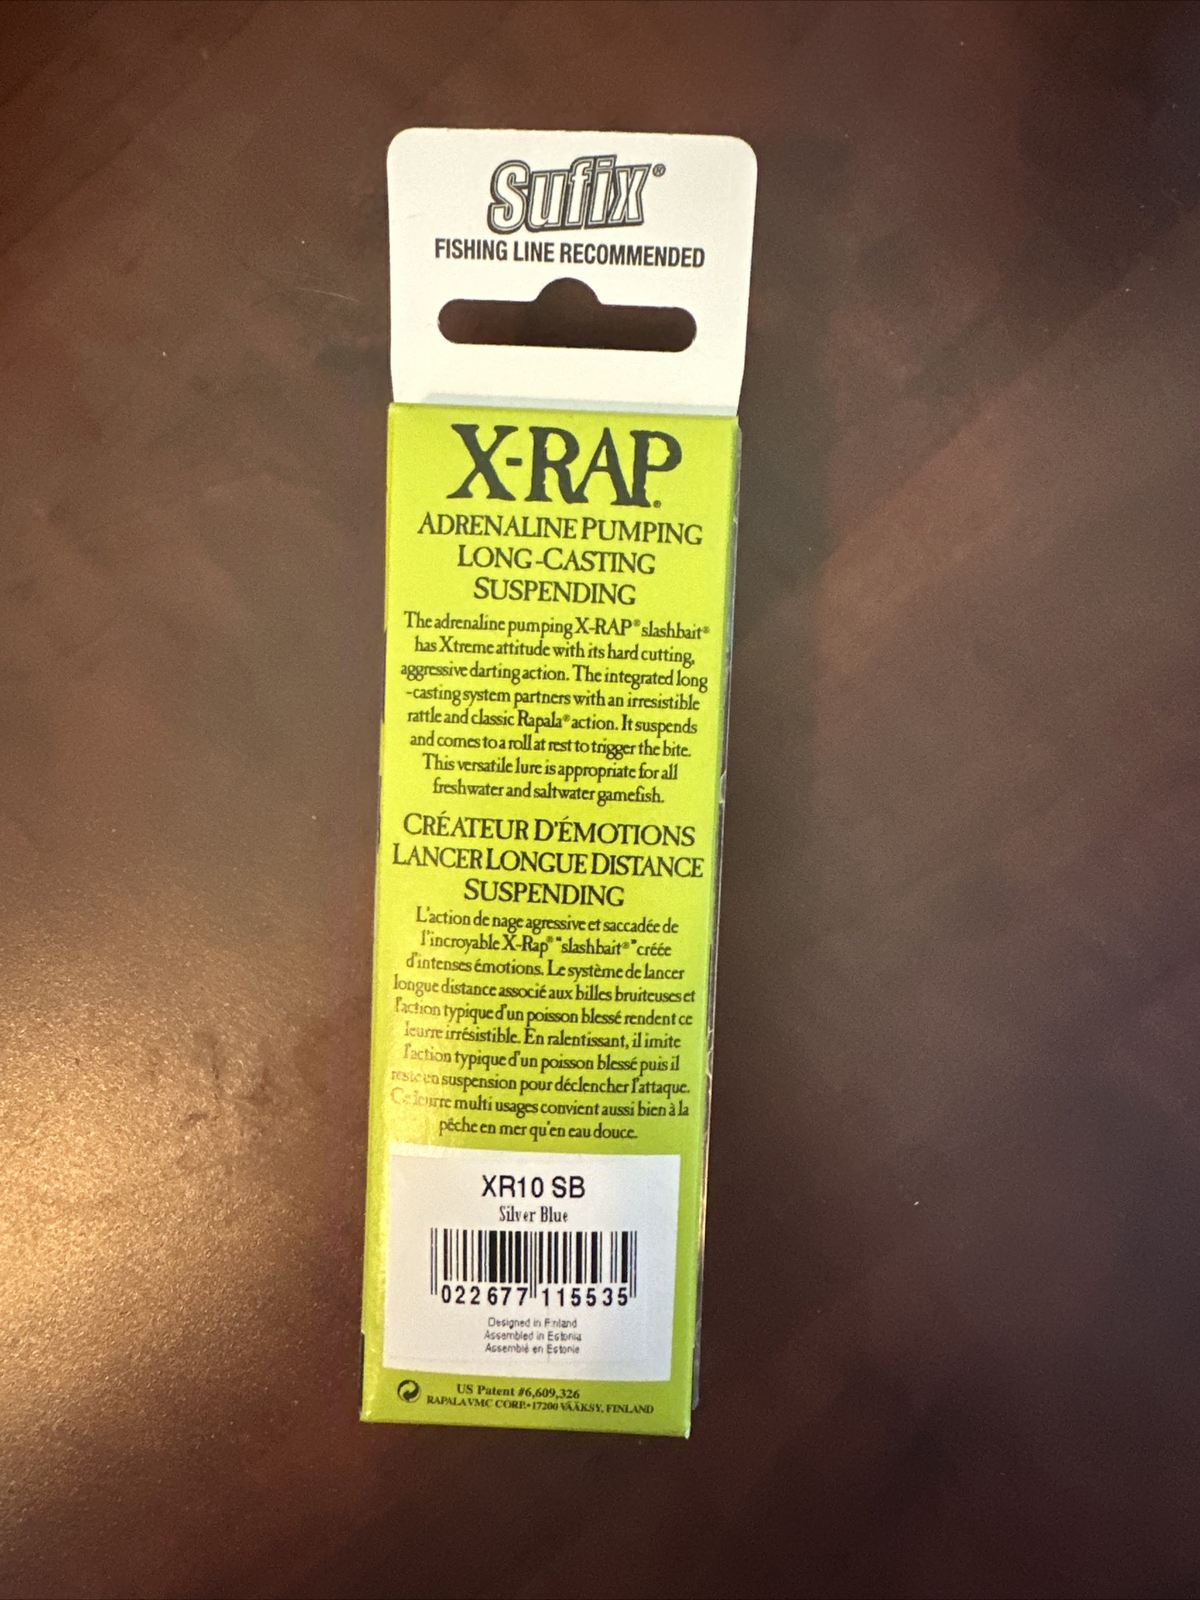 Sufix®
FISHING LINE RECOMMENDED
X-RAP®
ADRENALINE PUMPING
LONG-CASTING
SUSPENDING
The adrenaline pumping X-RAP® slashbait®
has Xtreme attitude with its hard cutting,
aggressive darting action. The integrated long
-casting system partners with an irresistible
rattle and classic Rapala® action. It suspends
and comes to a roll at rest to trigger the bite.
This versatile lure is appropriate for all
freshwater and saltwater gamefish.
CRÉATEUR D'ÉMOTIONS
LANCER LONGUE DISTANCE
SUSPENDING
L'action de nage agressive et saccadée de
l'incroyable X-Rap® "slashbait®" créée
d'intenses émotions. Le système de lancer
longue distance associé aux billes bruiteuses et
l'action typique d'un poisson blessé rendent ce
leurre irrésistible. En ralentissant, il imite
l'action typique d'un poisson blessé puis il
reste en suspension pour déclencher l'attaque.
Ce leurre multi usages convient aussi bien à la
pêche en mer qu'en eau douce.
XR10 SB
Silver Blue
022677 115535
Designed in Finland
Assembled in Estonia
Assemblé en Estonie
US Patent #6,609,326
RAPALA VMC CORP. • 17200 VÄÄKSY, FINLAND